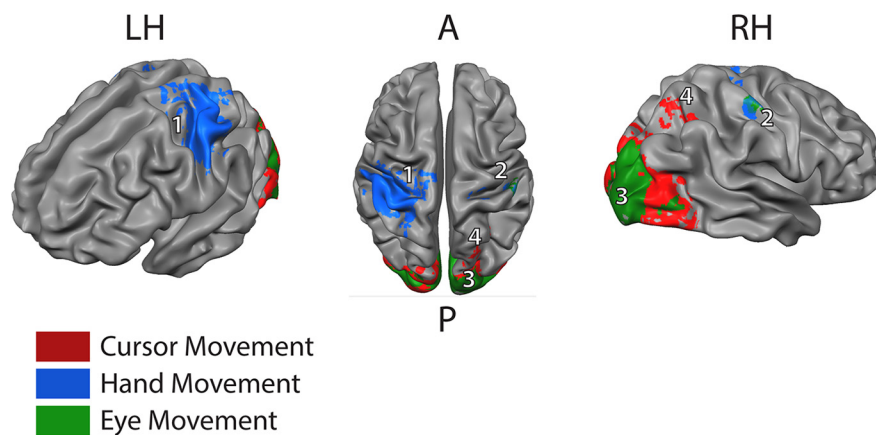 LH
A
RH
1
1
2
4
3
4
2
3
P
Cursor Movement
Hand Movement
Eye Movement